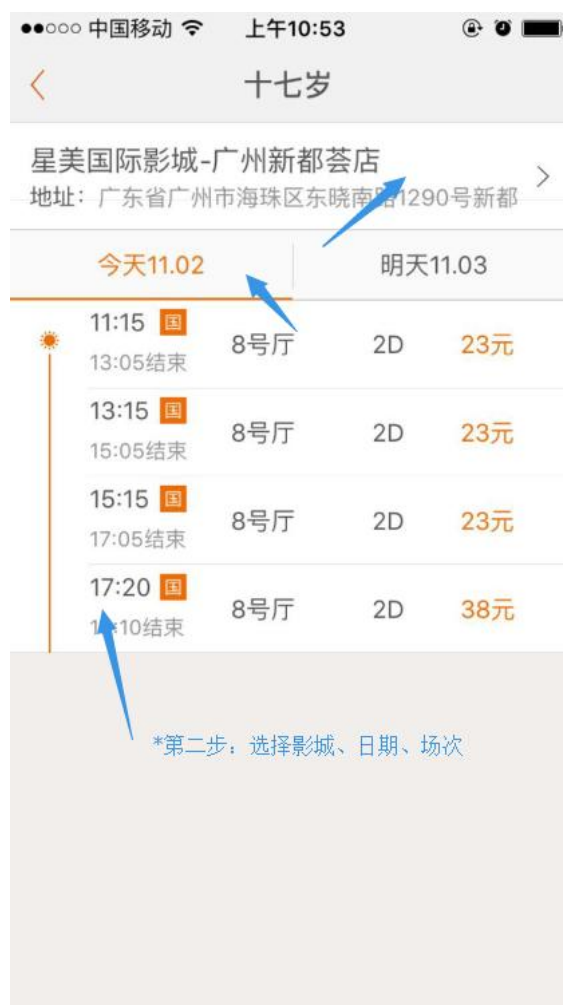 中国移动 上午10:53
十七岁
星美国际影城-广州新都荟店
地址：广东省广州市海珠区东晓南路1290号新都
今天11.02 明天11.03
11:15 国
13:05结束
8号厅 2D 23元
13:15 国
15:05结束
8号厅 2D 23元
15:15 国
17:05结束
8号厅 2D 23元
17:20 国
10结束
8号厅 2D 38元
*第二步：选择影城、日期、场次